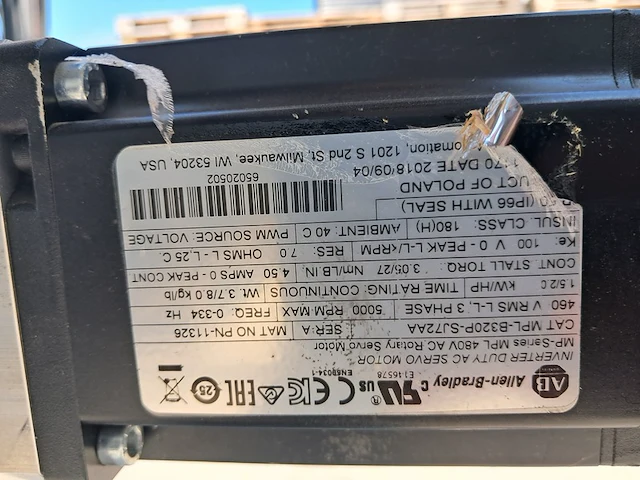 AB Allen-Bradley
c UL us ® CE EAC 25
E146578 EN60034-1
INVERTER DUTY AC SERVO MOTOR
MP-Series MPL 480V AC Rotary Servo Motor
CAT MPL-B320P-SJ72AA SER: A MAT NO PN-11326
460 V RMS L-L, 3 PHASE 5000 RPM MAX FREQ: 0-334 Hz
1.5/2.0 kW/HP TIME RATING: CONTINUOUS Wt. 3.7/8.0 kg/lb
CONT. STALL TORQ. 3.05/27 Nm/LB.IN. 4.50 AMPS 0 - PEAK CONT
Ke: 100 V 0 - PEAK L-L/KRPM RES: 7.0 OHMS L - L, 25 C
INSUL. CLASS: 180(H) AMBIENT: 40 C PWM SOURCE: VOLTAGE
(IP66 WITH SEAL)
UCT OF POLAND
1170 DATE 2018/09/04 65020502
omation, 1201 S 2nd St. Milwaukee, WI 53204, USA